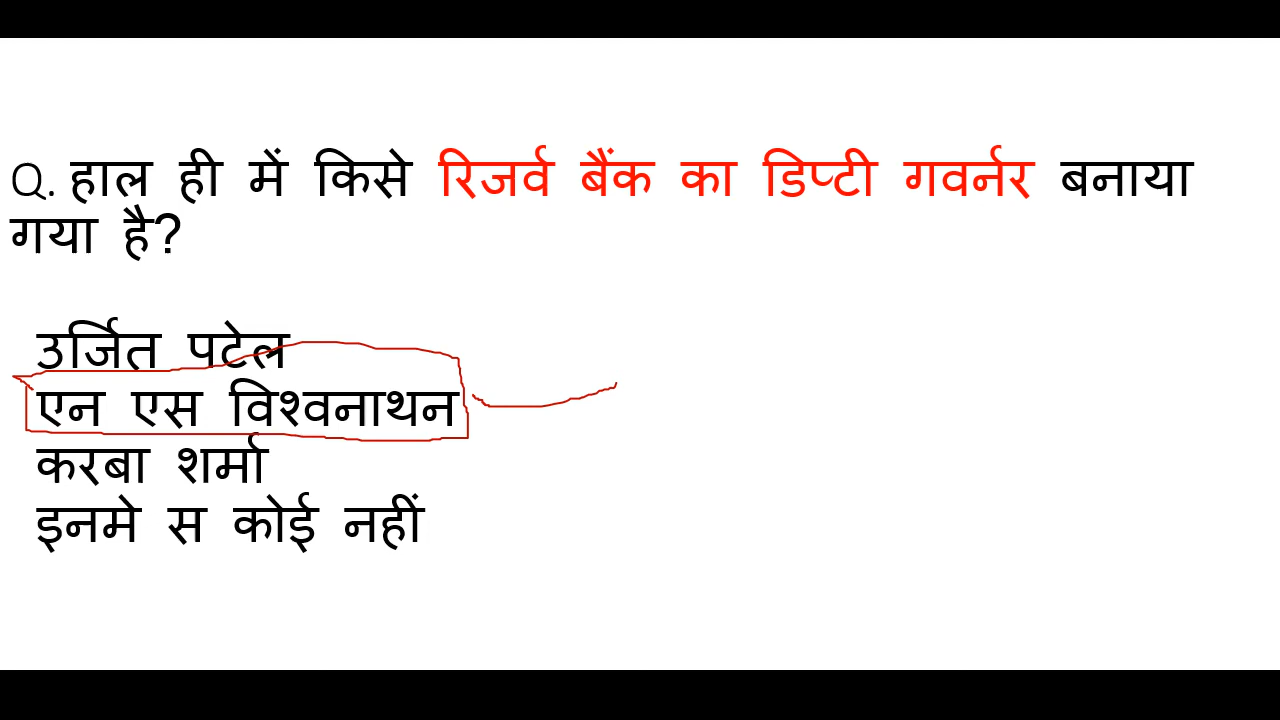 Q. हाल ही में किसे रिजर्व बैंक का डिप्टी गवर्नर बनाया
गया है?
उर्जित पटेल
एन एस विश्वनाथन
करबा शर्मा
इनमे स कोई नहीं